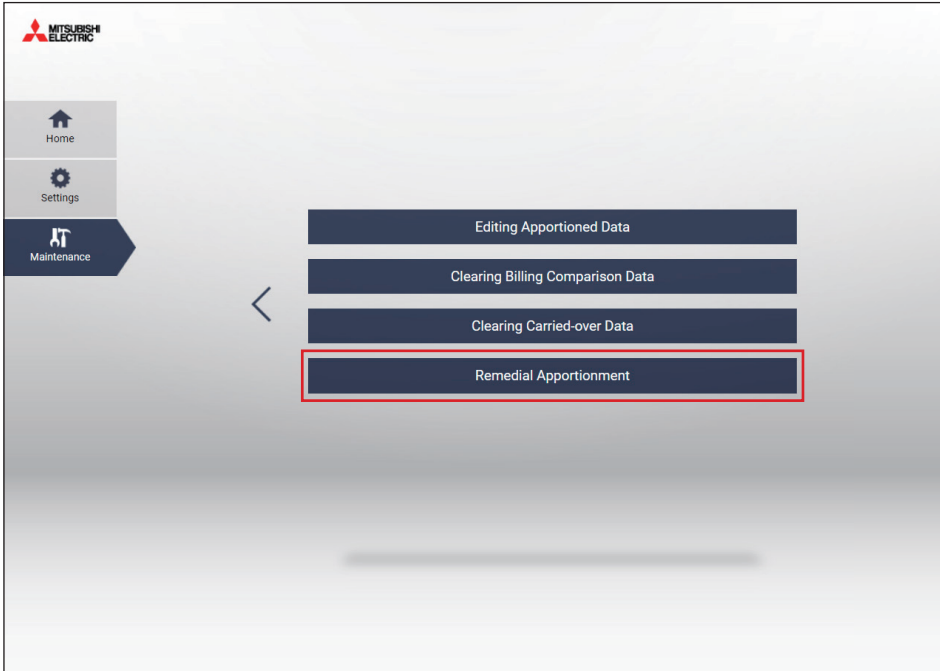 MITSUBISHI
ELECTRIC
Home
Settings
Maintenance
Editing Apportioned Data
Clearing Billing Comparison Data
Clearing Carried-over Data
Remedial Apportionment